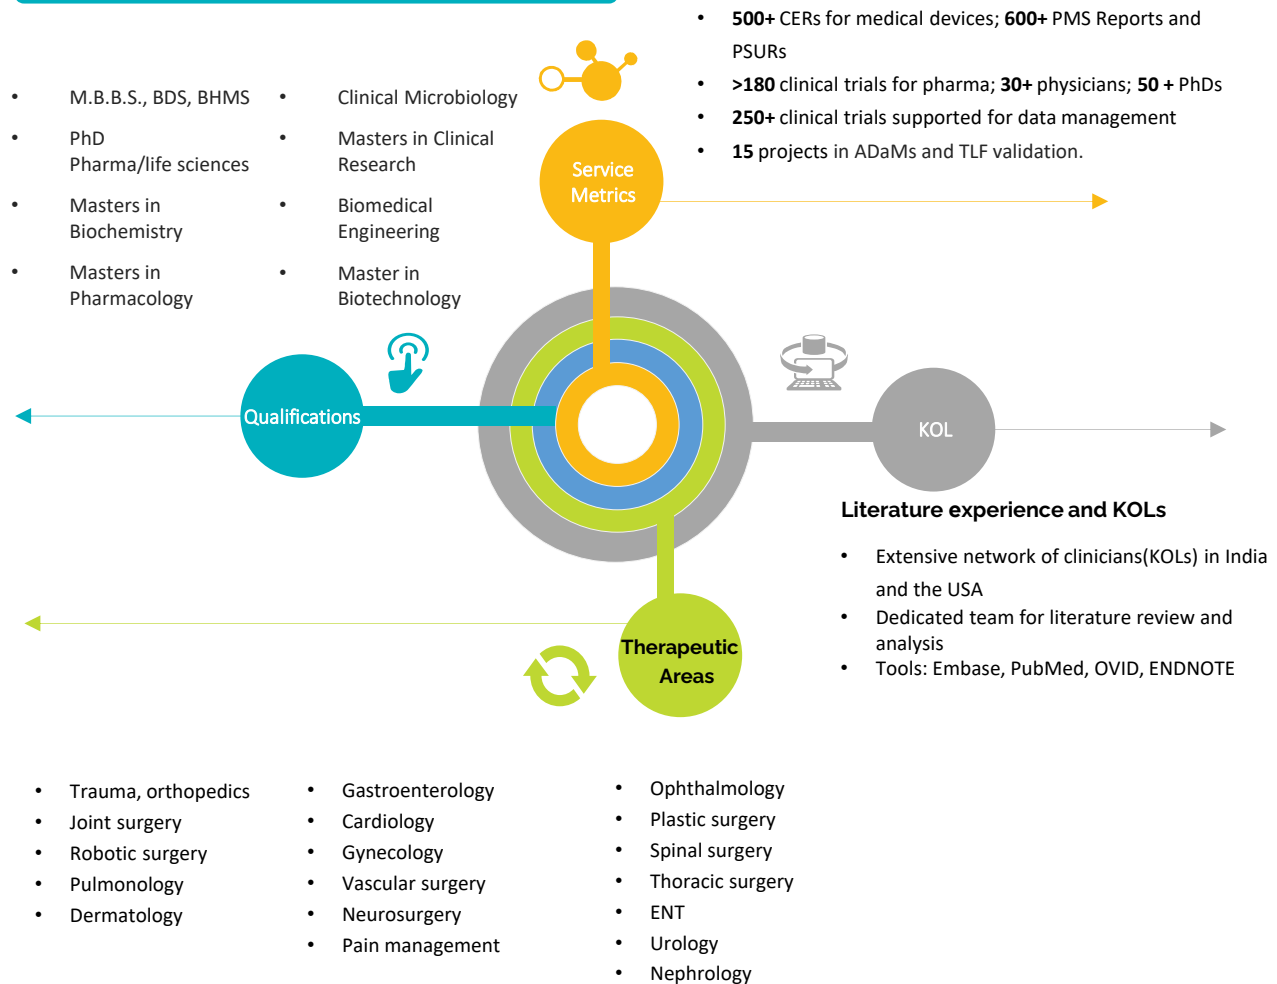 • 500+ CERs for medical devices; 600+ PMS Reports and
PSURs
• >180 clinical trials for pharma; 30+ physicians; 50 + PhDs
• 250+ clinical trials supported for data management
• 15 projects in ADaMs and TLF validation.
Service
Metrics
• M.B.B.S., BDS, BHMS
• PhD
Pharma/life sciences
• Masters in
Biochemistry
• Masters in
Pharmacology
• Clinical Microbiology
• Masters in Clinical
Research
• Biomedical
Engineering
• Master in
Biotechnology
Qualifications
KOL
Literature experience and KOLs
• Extensive network of clinicians(KOLs) in India
and the USA
• Dedicated team for literature review and
analysis
• Tools: Embase, PubMed, OVID, ENDNOTE
Therapeutic
Areas
• Trauma, orthopedics
• Joint surgery
• Robotic surgery
• Pulmonology
• Dermatology
• Gastroenterology
• Cardiology
• Gynecology
• Vascular surgery
• Neurosurgery
• Pain management
• Ophthalmology
• Plastic surgery
• Spinal surgery
• Thoracic surgery
• ENT
• Urology
• Nephrology